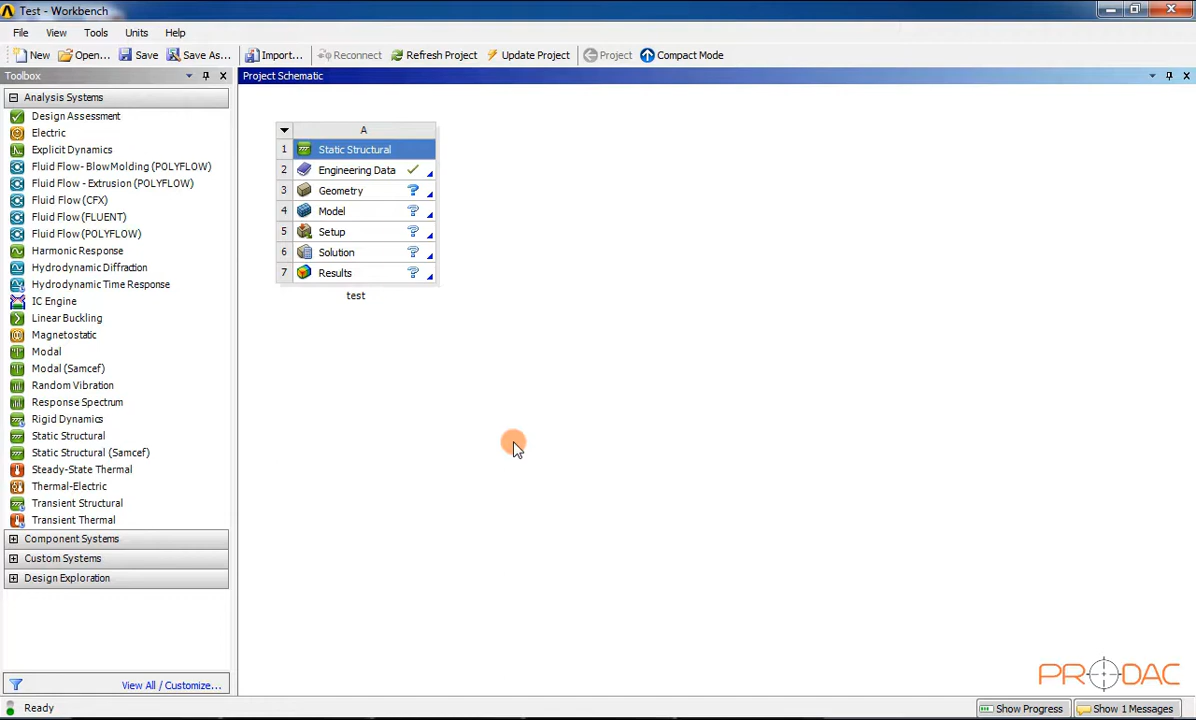 Test - Workbench
File View Tools Units Help
New Open... Save Save As... Import... Reconnect Refresh Project Update Project Project Compact Mode
Toolbox
Project Schematic
Analysis Systems
Design Assessment
Electric
Explicit Dynamics
Fluid Flow- BlowMolding (POLYFLOW)
Fluid Flow - Extrusion (POLYFLOW)
Fluid Flow (CFX)
Fluid Flow (FLUENT)
Fluid Flow (POLYFLOW)
Harmonic Response
Hydrodynamic Diffraction
Hydrodynamic Time Response
IC Engine
Linear Buckling
Magnetostatic
Modal
Modal (Samcef)
Random Vibration
Response Spectrum
Rigid Dynamics
Static Structural
Static Structural (Samcef)
Steady-State Thermal
Thermal-Electric
Transient Structural
Transient Thermal
Component Systems
Custom Systems
Design Exploration
View All / Customize...
A
1 Static Structural
2 Engineering Data
3 Geometry ?
4 Model ?
5 Setup ?
6 Solution ?
7 Results ?
test
PRODAC
Ready
Show Progress Show 1 Messages